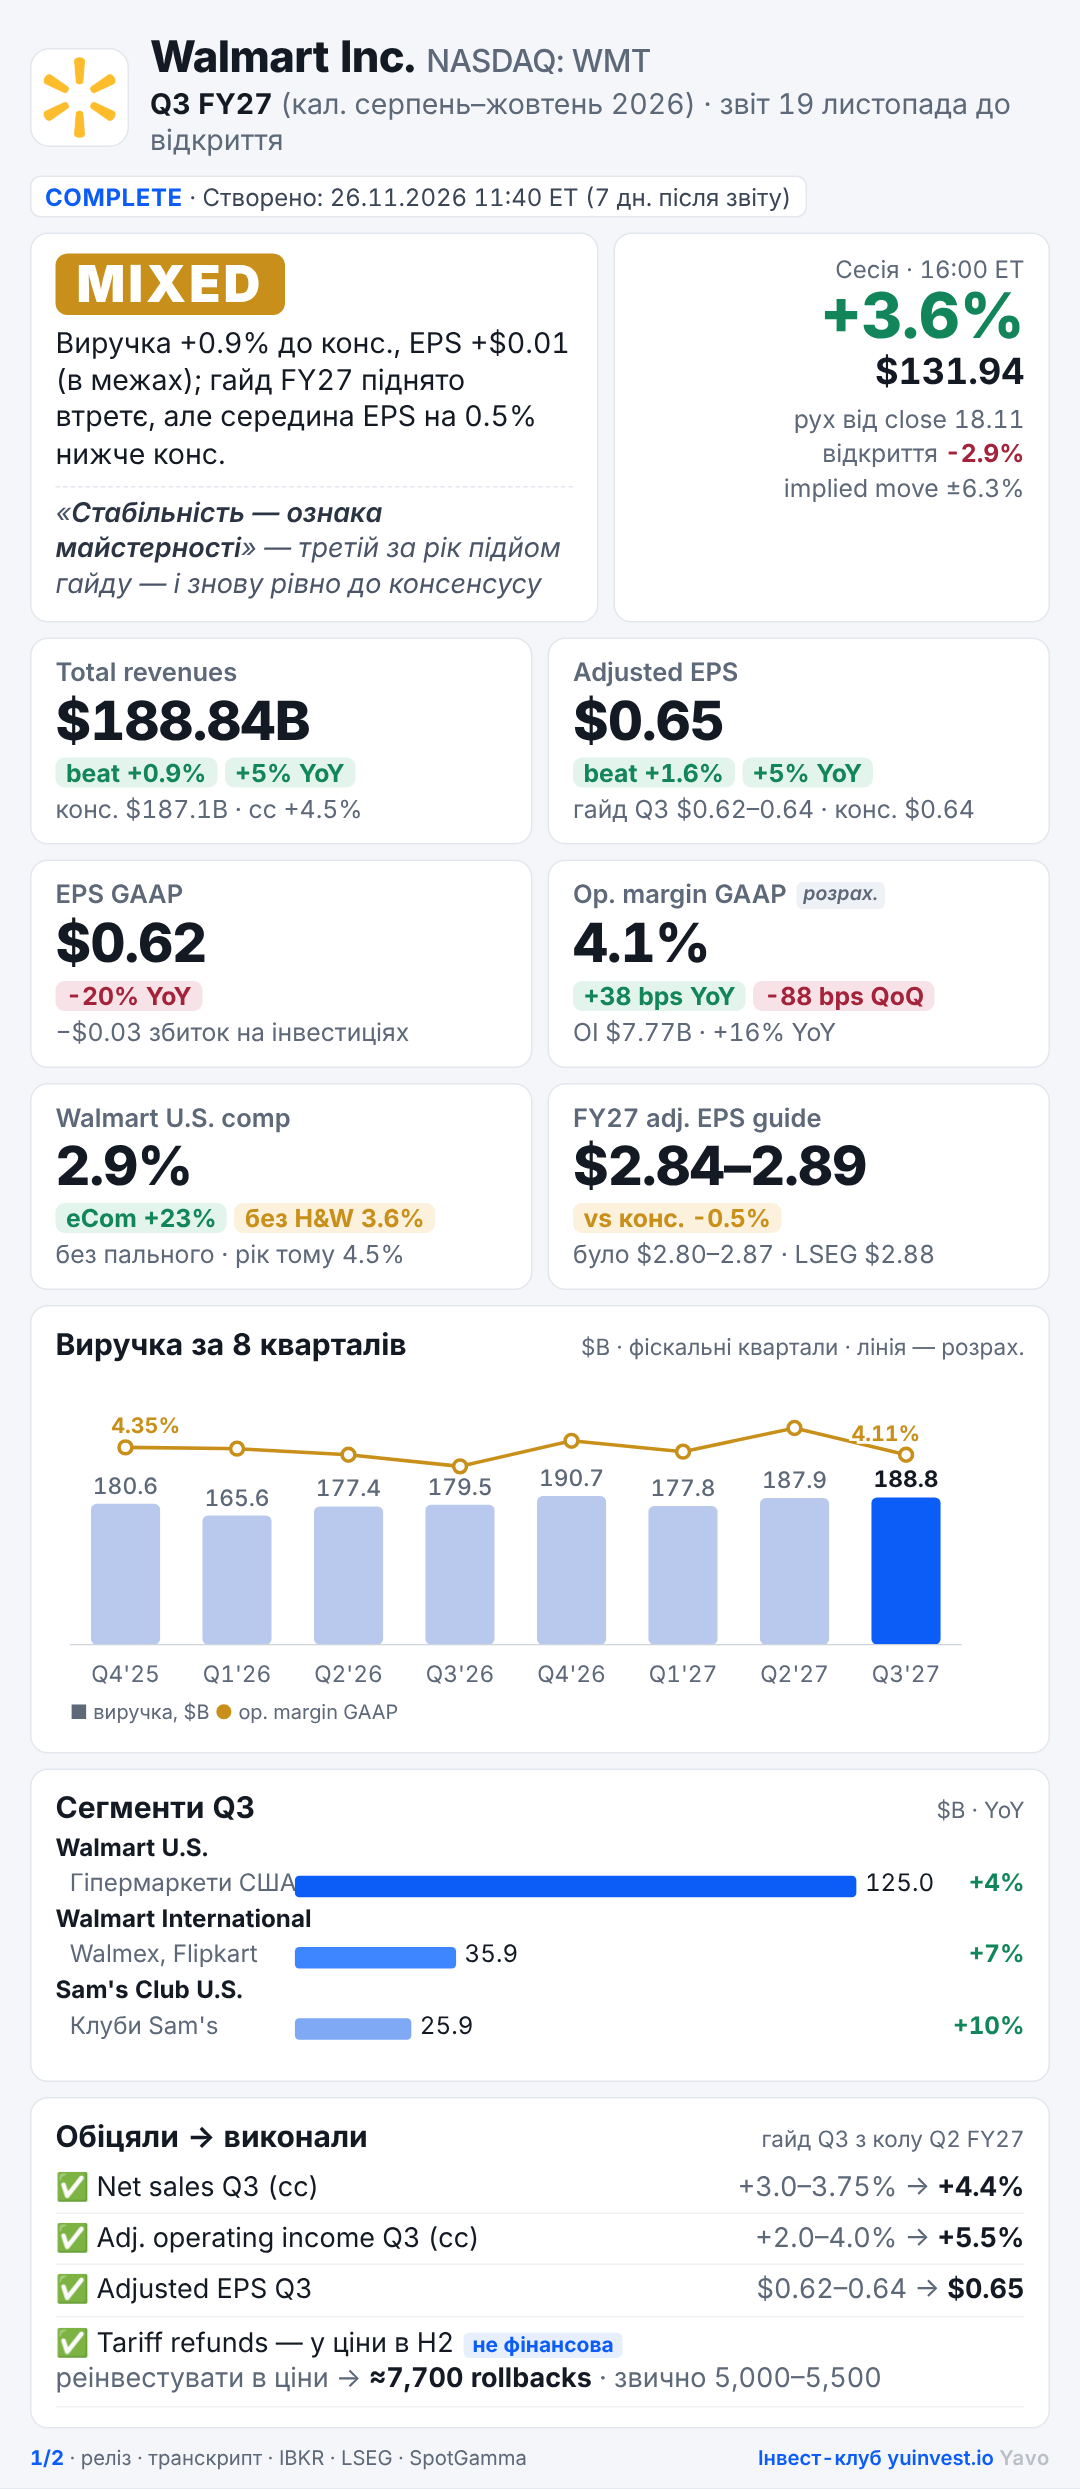 Walmart Inc. NASDAQ: WMT
Q3 FY27 (кал. серпень–жовтень 2026) · звіт 19 листопада до
відкриття
COMPLETE · Створено: 26.11.2026 11:40 ET (7 дн. після звіту)
MIXED
Виручка +0.9% до конс., EPS +$0.01
(в межах); гайд FY27 піднято
втретє, але середина EPS на 0.5%
нижче конс.
«Стабільність — ознака
майстерності» — третій за рік підйом
гайду — і знову рівно до консенсусу
Сесія · 16:00 ET
+3.6%
$131.94
рух від close 18.11
відкриття -2.9%
implied move ±6.3%
Total revenues
$188.84B
beat +0.9% +5% YoY
конс. $187.1B · cc +4.5%
Adjusted EPS
$0.65
beat +1.6% +5% YoY
гайд Q3 $0.62–0.64 · конс. $0.64
EPS GAAP
$0.62
-20% YoY
−$0.03 збиток на інвестиціях
Op. margin GAAP розрах.
4.1%
+38 bps YoY -88 bps QoQ
OI $7.77B · +16% YoY
Walmart U.S. comp
2.9%
eCom +23% без H&W 3.6%
без пального · рік тому 4.5%
FY27 adj. EPS guide
$2.84–2.89
vs конс. -0.5%
було $2.80–2.87 · LSEG $2.88
Виручка за 8 кварталів $B · фіскальні квартали · лінія — розрах.
4.35% 4.11%
180.6 165.6 177.4 179.5 190.7 177.8 187.9 188.8
Q4'25 Q1'26 Q2'26 Q3'26 Q4'26 Q1'27 Q2'27 Q3'27
виручка, $B op. margin GAAP
Сегменти Q3 $B · YoY
Walmart U.S.
Гіпермаркети США 125.0 +4%
Walmart International
Walmex, Flipkart 35.9 +7%
Sam's Club U.S.
Клуби Sam's 25.9 +10%
Обіцяли → виконали гайд Q3 з колу Q2 FY27
✅ Net sales Q3 (cc) +3.0–3.75% → +4.4%
✅ Adj. operating income Q3 (cc) +2.0–4.0% → +5.5%
✅ Adjusted EPS Q3 $0.62–0.64 → $0.65
✅ Tariff refunds — у ціни в H2 не фінансова
реінвестувати в ціни → ≈7,700 rollbacks · звично 5,000–5,500
1/2 · реліз · транскрипт · IBKR · LSEG · SpotGamma Інвест-клуб yuinvest.io Yavo